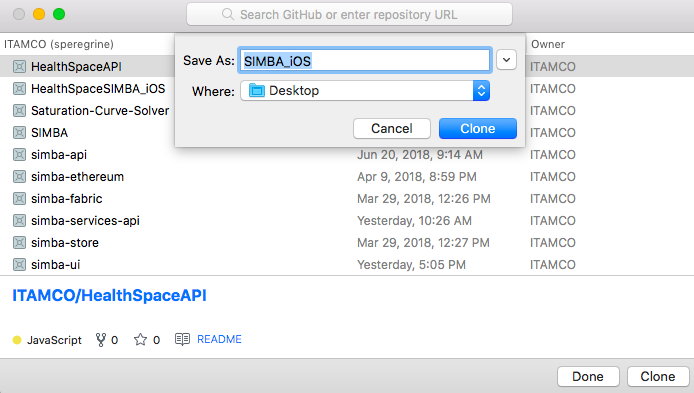 Search GitHub or enter repository URL
ITAMCO (speregrine)
Owner
Save As: SIMBA_iOS
Where: Desktop
Cancel Clone
HealthSpaceAPI ITAMCO
HealthSpaceSIMBA_iOS ITAMCO
Saturation-Curve-Solver ITAMCO
SIMBA ITAMCO
simba-api Jun 20, 2018, 9:14 AM ITAMCO
simba-ethereum Apr 9, 2018, 8:59 PM ITAMCO
simba-fabric Mar 29, 2018, 12:26 PM ITAMCO
simba-services-api Yesterday, 10:26 AM ITAMCO
simba-store Mar 29, 2018, 12:27 PM ITAMCO
simba-ui Yesterday, 5:05 PM ITAMCO
ITAMCO/HealthSpaceAPI
JavaScript 0 0 README
Done Clone